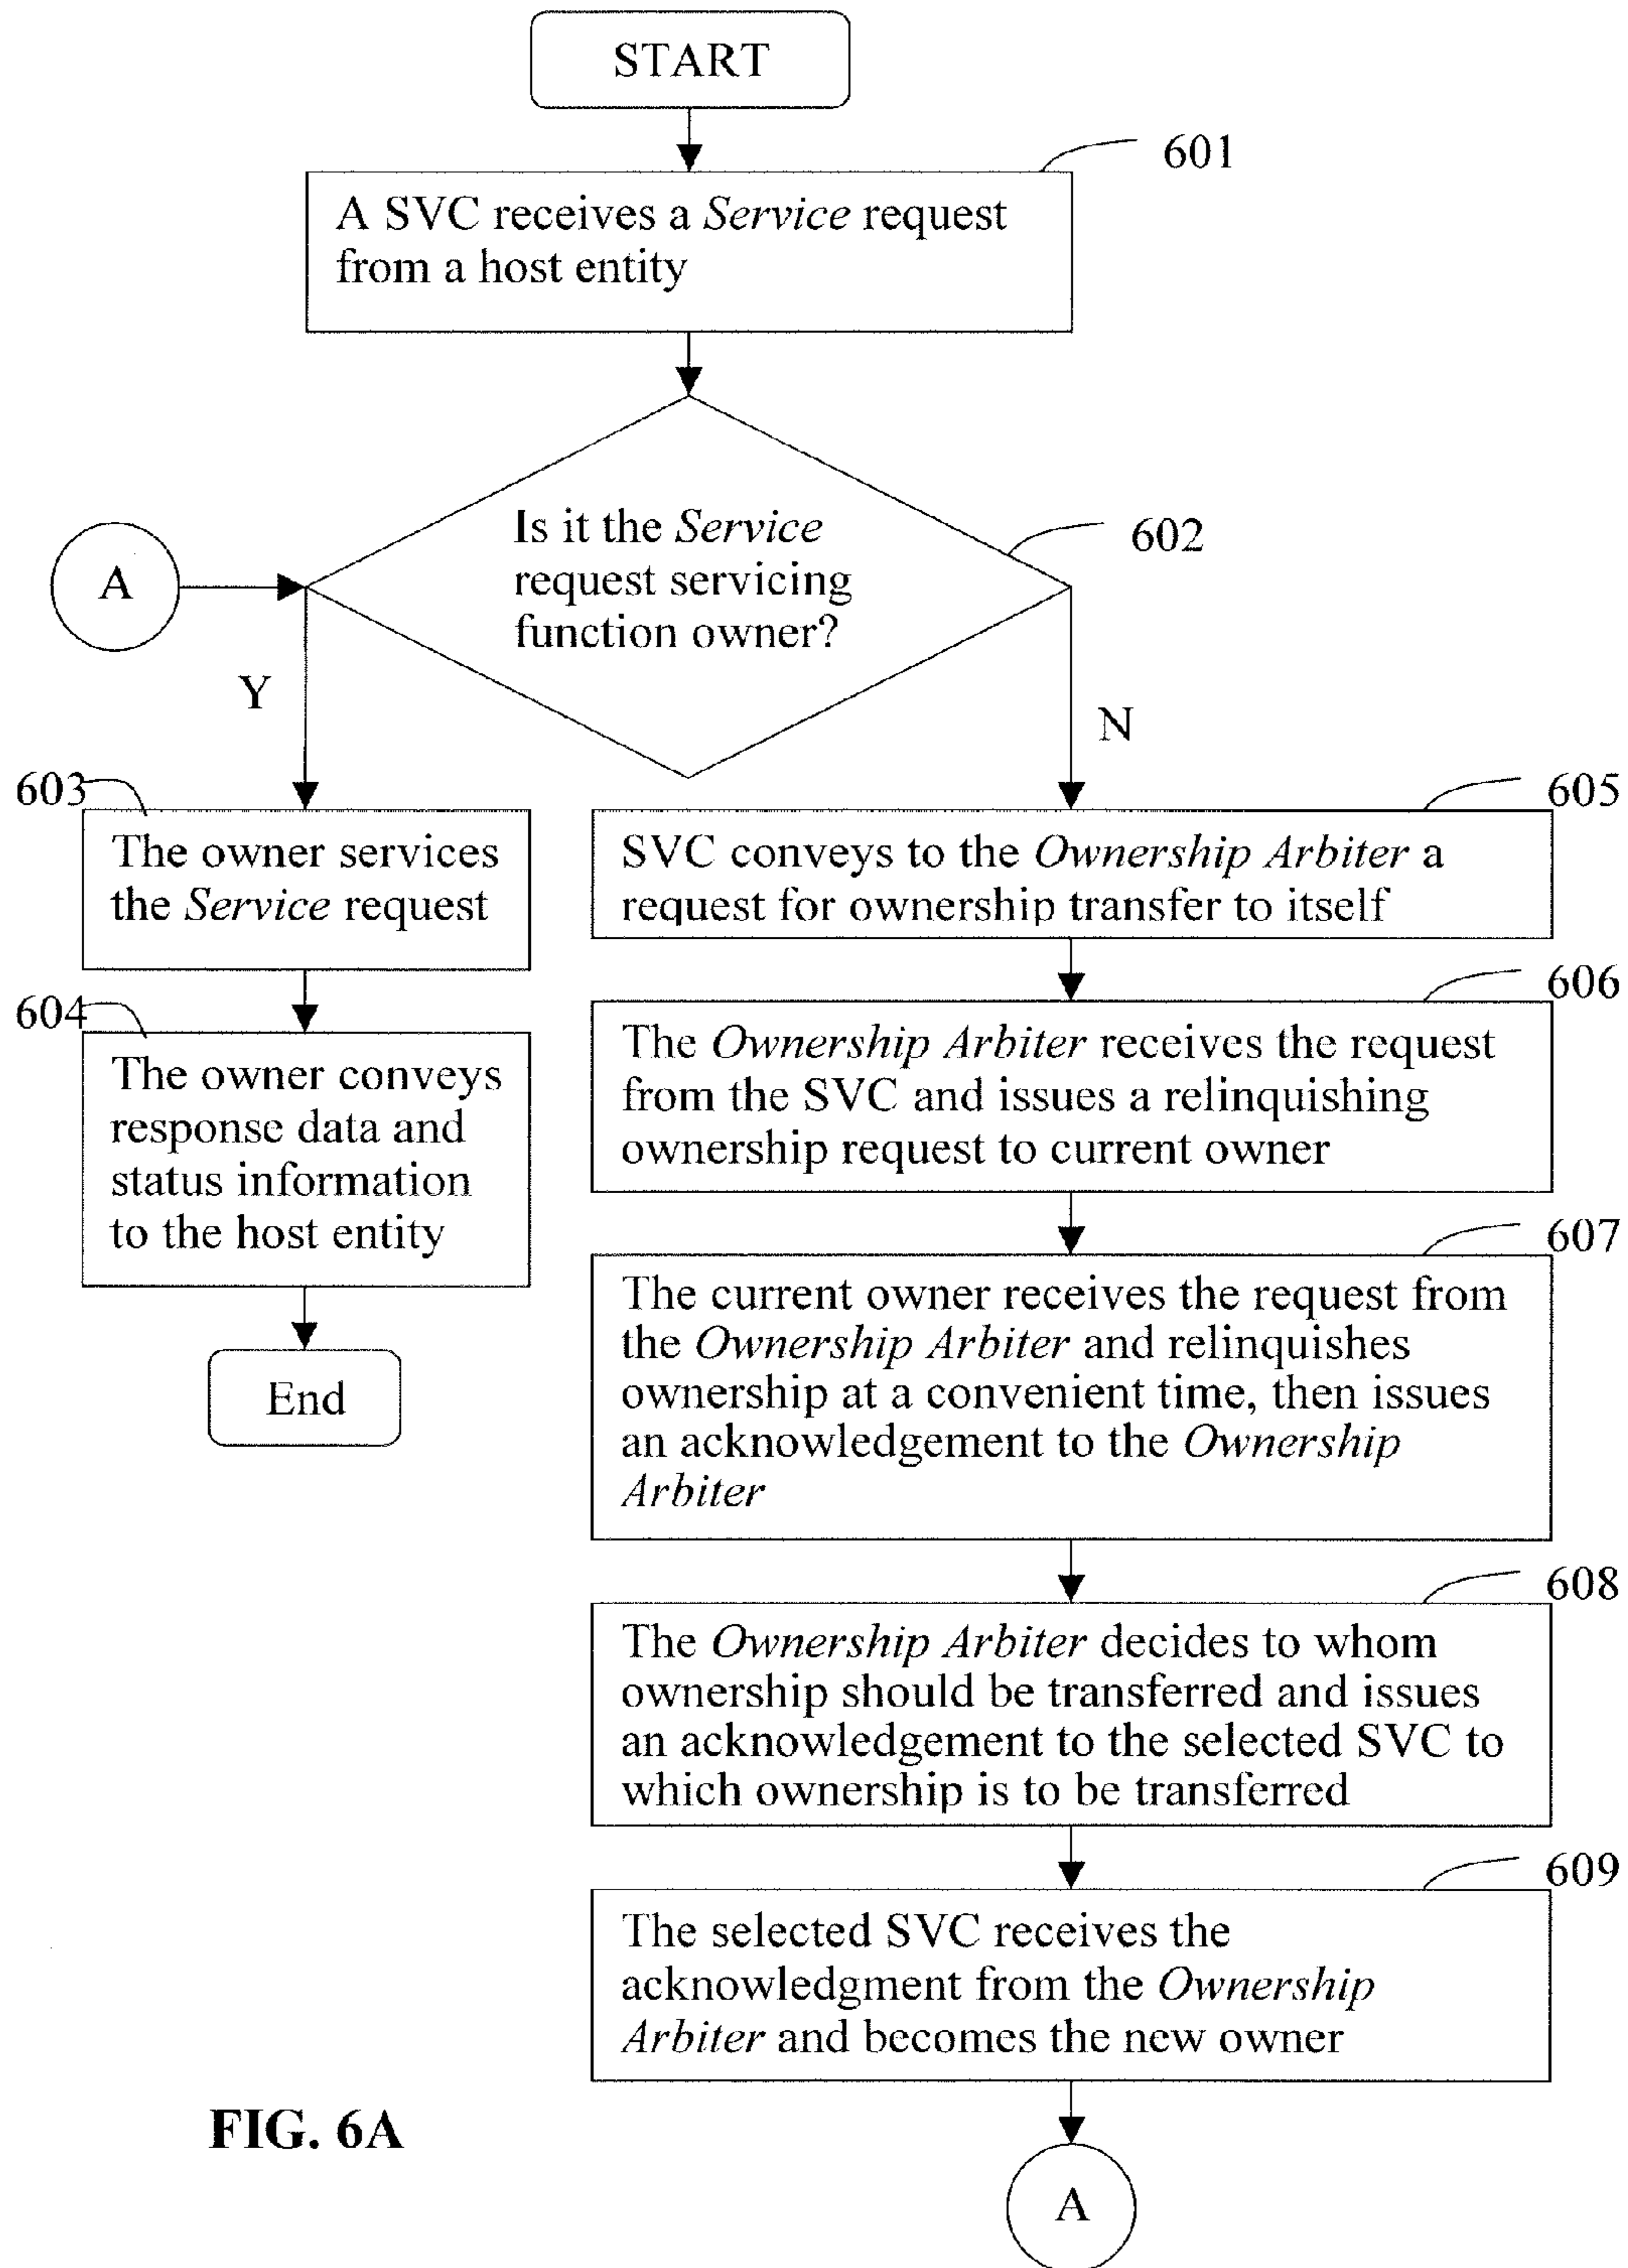 START
601
A SVC receives a Service request
from a host entity
Is it the Service
request servicing
function owner?
602
A
Y
N
603
The owner services
the Service request
604
The owner conveys
response data and
status information
to the host entity
End
605
SVC conveys to the Ownership Arbiter a
request for ownership transfer to itself
606
The Ownership Arbiter receives the request
from the SVC and issues a relinquishing
ownership request to current owner
607
The current owner receives the request from
the Ownership Arbiter and relinquishes
ownership at a convenient time, then issues
an acknowledgement to the Ownership
Arbiter
608
The Ownership Arbiter decides to whom
ownership should be transferred and issues
an acknowledgement to the selected SVC to
which ownership is to be transferred
609
The selected SVC receives the
acknowledgment from the Ownership
Arbiter and becomes the new owner
A
FIG. 6A